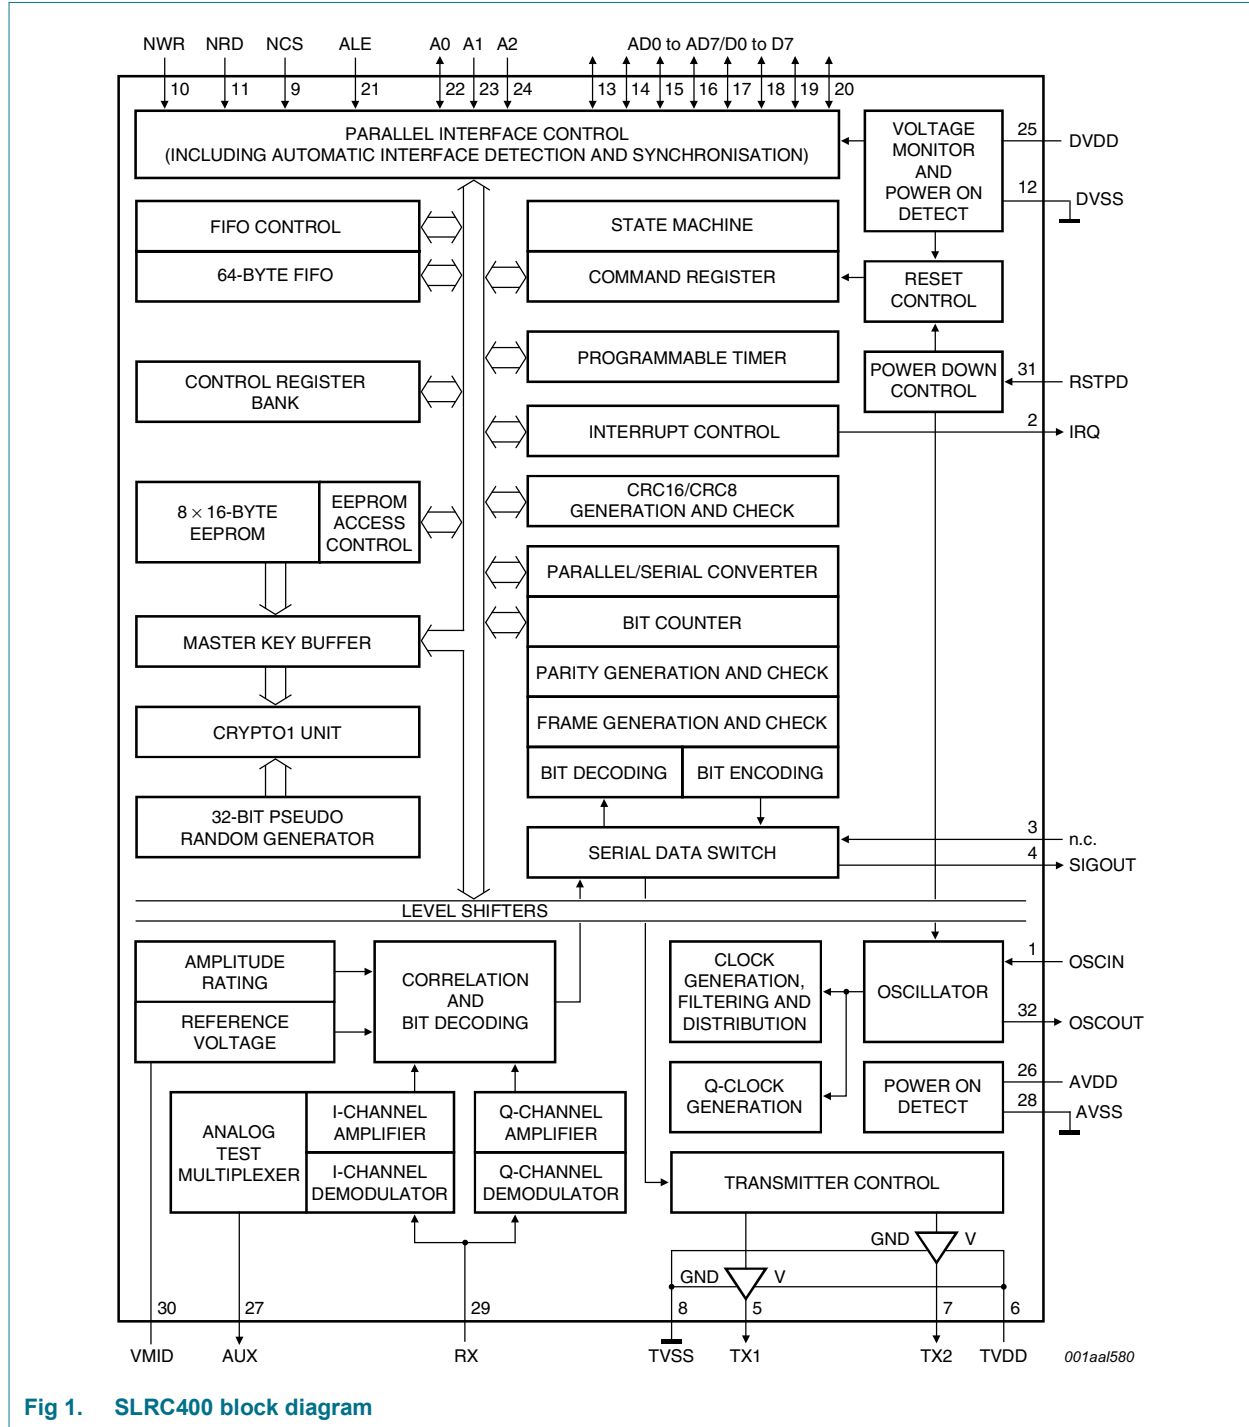 NWR NRD NCS ALE A0 A1 A2 AD0 to AD7/D0 to D7
10 11 9 21 22 23 24 13 14 15 16 17 18 19 20
PARALLEL INTERFACE CONTROL
(INCLUDING AUTOMATIC INTERFACE DETECTION AND SYNCHRONISATION)
VOLTAGE
MONITOR
AND
POWER ON
DETECT
25
DVDD
12
DVSS
FIFO CONTROL
64-BYTE FIFO
STATE MACHINE
COMMAND REGISTER
RESET
CONTROL
PROGRAMMABLE TIMER
POWER DOWN
CONTROL
31
RSTPD
CONTROL REGISTER
BANK
INTERRUPT CONTROL
2
IRQ
8 × 16-BYTE
EEPROM
EEPROM
ACCESS
CONTROL
CRC16/CRC8
GENERATION AND CHECK
PARALLEL/SERIAL CONVERTER
BIT COUNTER
PARITY GENERATION AND CHECK
FRAME GENERATION AND CHECK
BIT DECODING
BIT ENCODING
MASTER KEY BUFFER
CRYPTO1 UNIT
32-BIT PSEUDO
RANDOM GENERATOR
SERIAL DATA SWITCH
3
n.c.
4
SIGOUT
LEVEL SHIFTERS
AMPLITUDE
RATING
REFERENCE
VOLTAGE
CORRELATION
AND
BIT DECODING
CLOCK
GENERATION,
FILTERING AND
DISTRIBUTION
OSCILLATOR
1
OSCIN
32
OSCOUT
Q-CLOCK
GENERATION
POWER ON
DETECT
26
AVDD
28
AVSS
ANALOG
TEST
MULTIPLEXER
I-CHANNEL
AMPLIFIER
I-CHANNEL
DEMODULATOR
Q-CHANNEL
AMPLIFIER
Q-CHANNEL
DEMODULATOR
TRANSMITTER CONTROL
GND V
GND V
30 27 29 8 5 7 6
VMID AUX RX TVSS TX1 TX2 TVDD
001aal580
Fig 1. SLRC400 block diagram